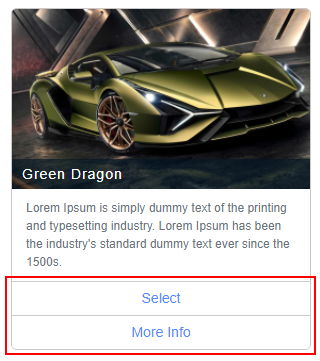 Green Dragon
Lorem Ipsum is simply dummy text of the printing
and typesetting industry. Lorem Ipsum has been
the industry's standard dummy text ever since the
1500s.
Select
More Info